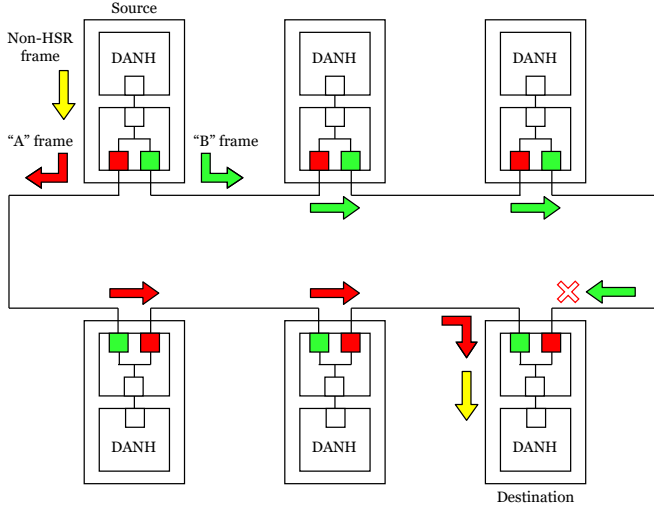 Source
Non-HSR
frame
DANH
DANH
DANH
“A” frame
“B” frame
DANH
DANH
DANH
Destination